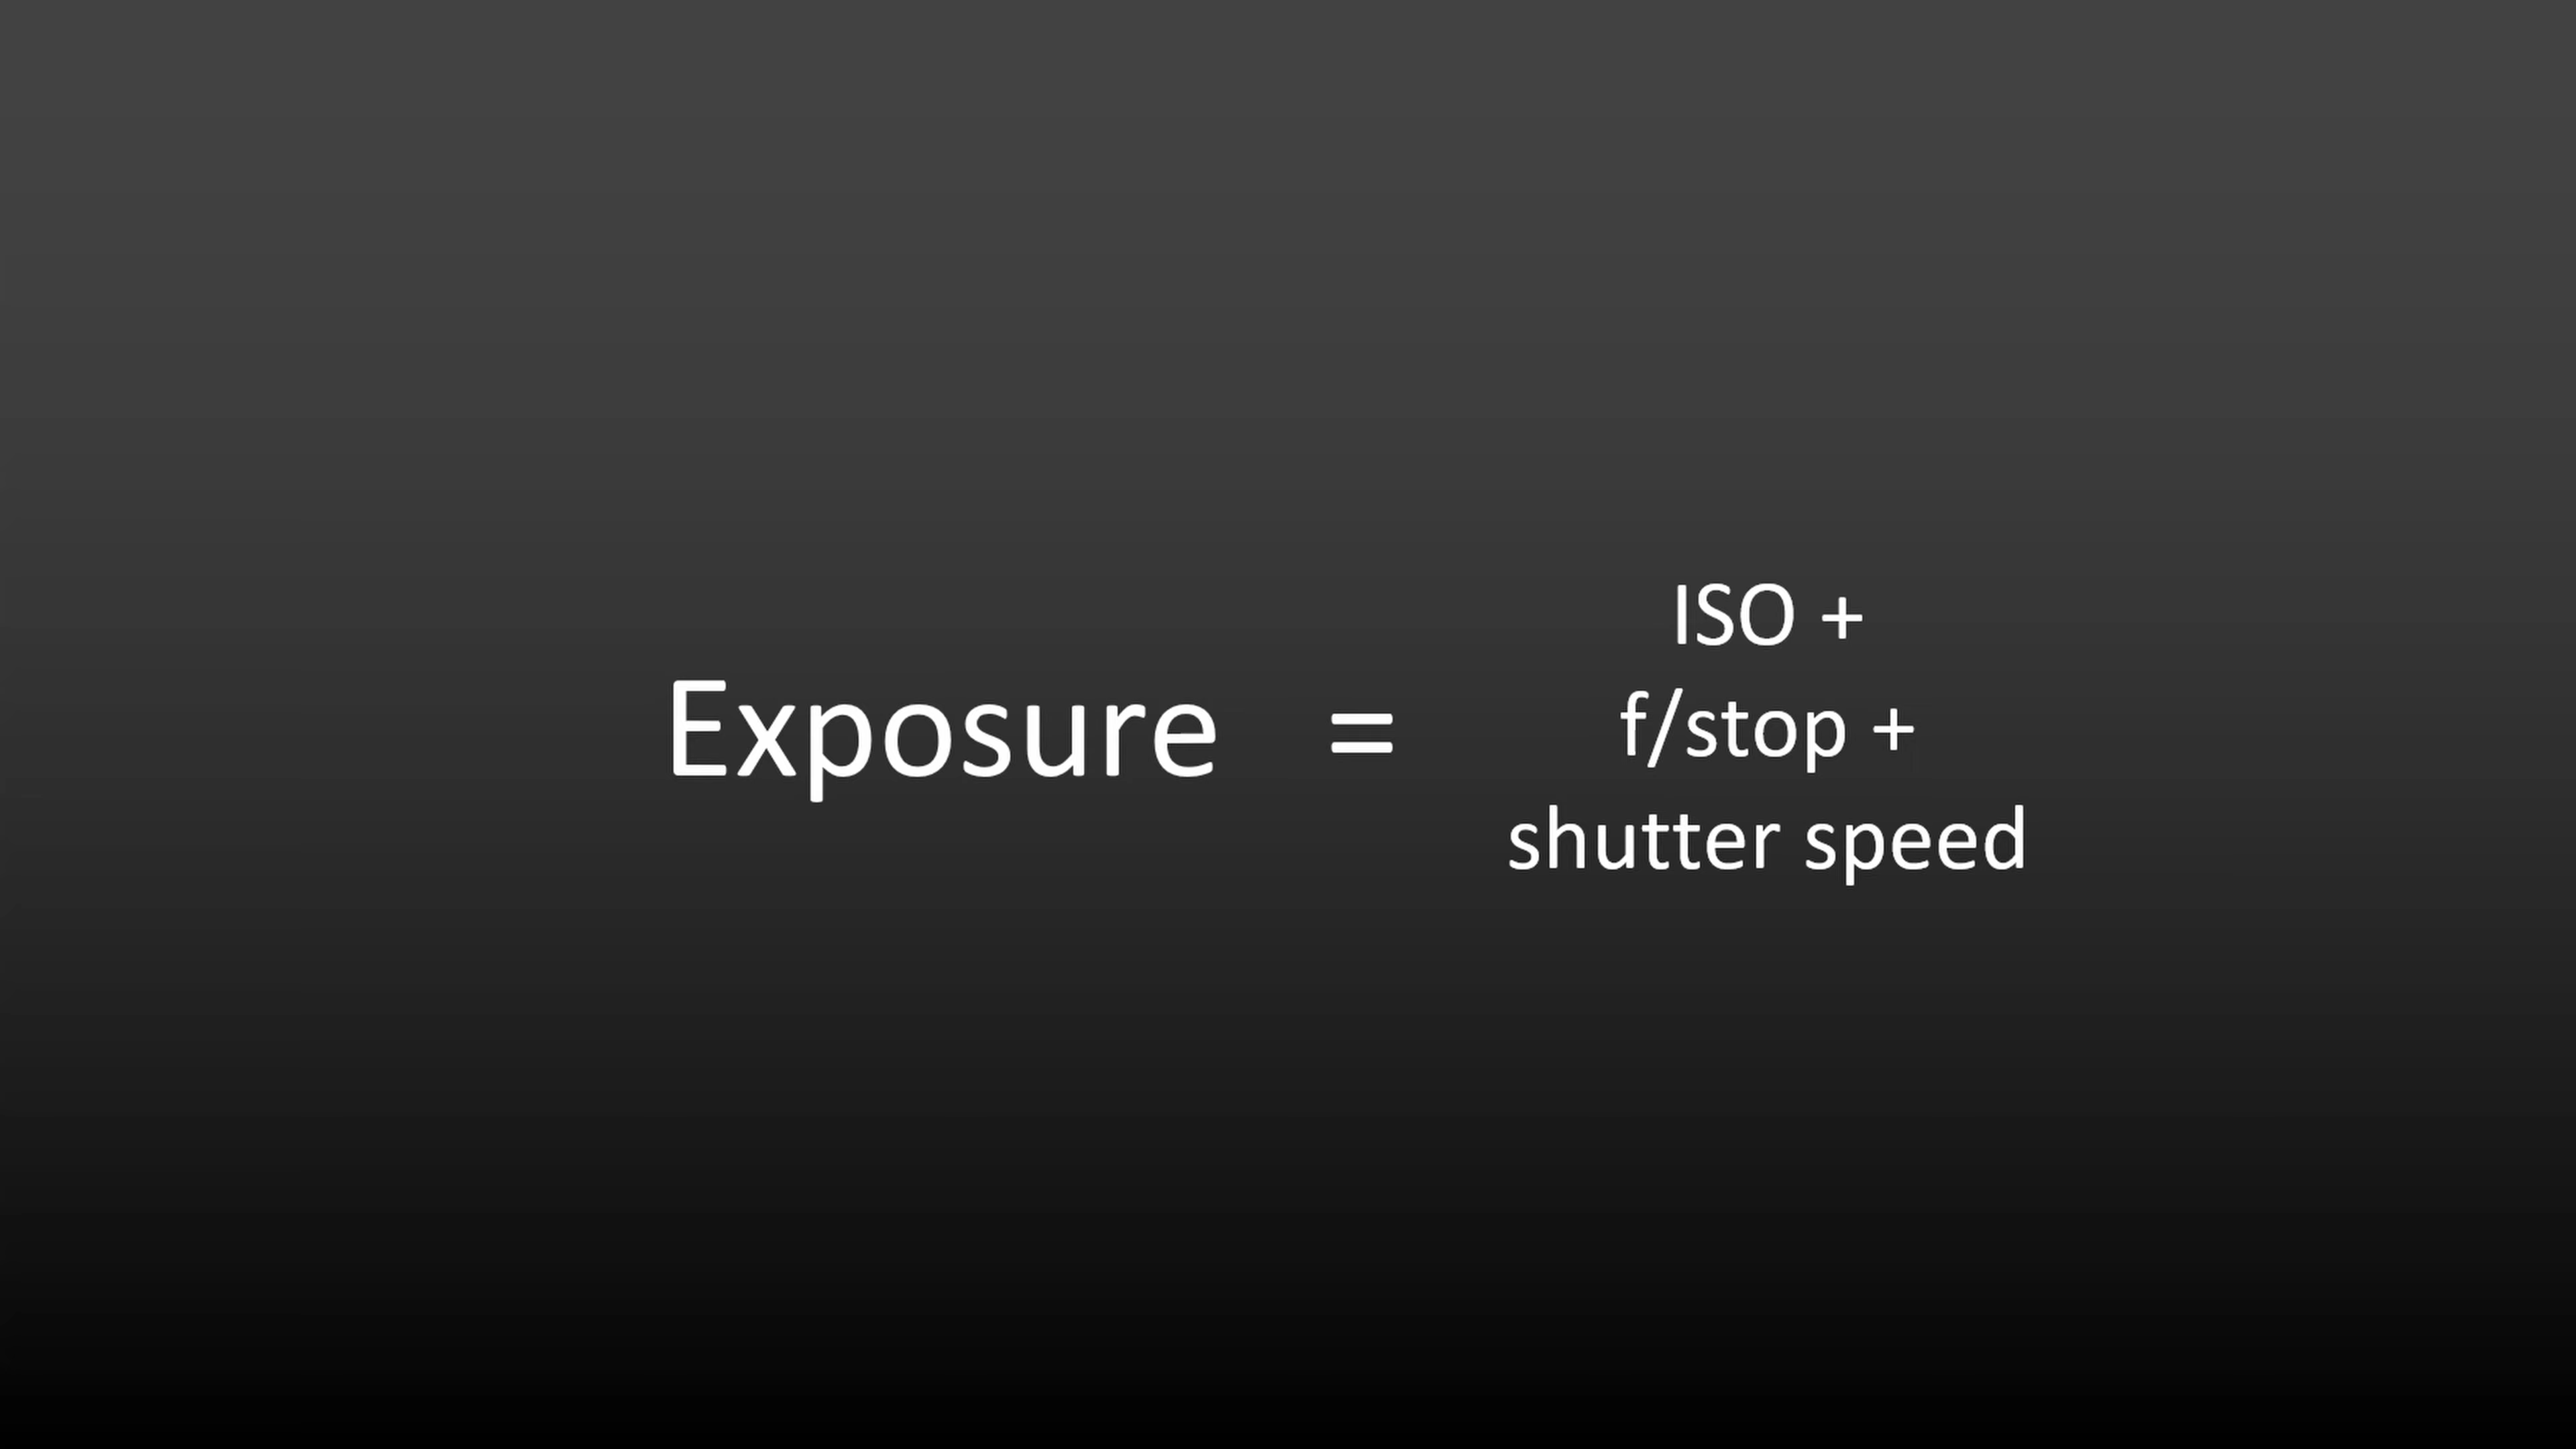 Exposure =
ISO +
f/stop +
shutter speed